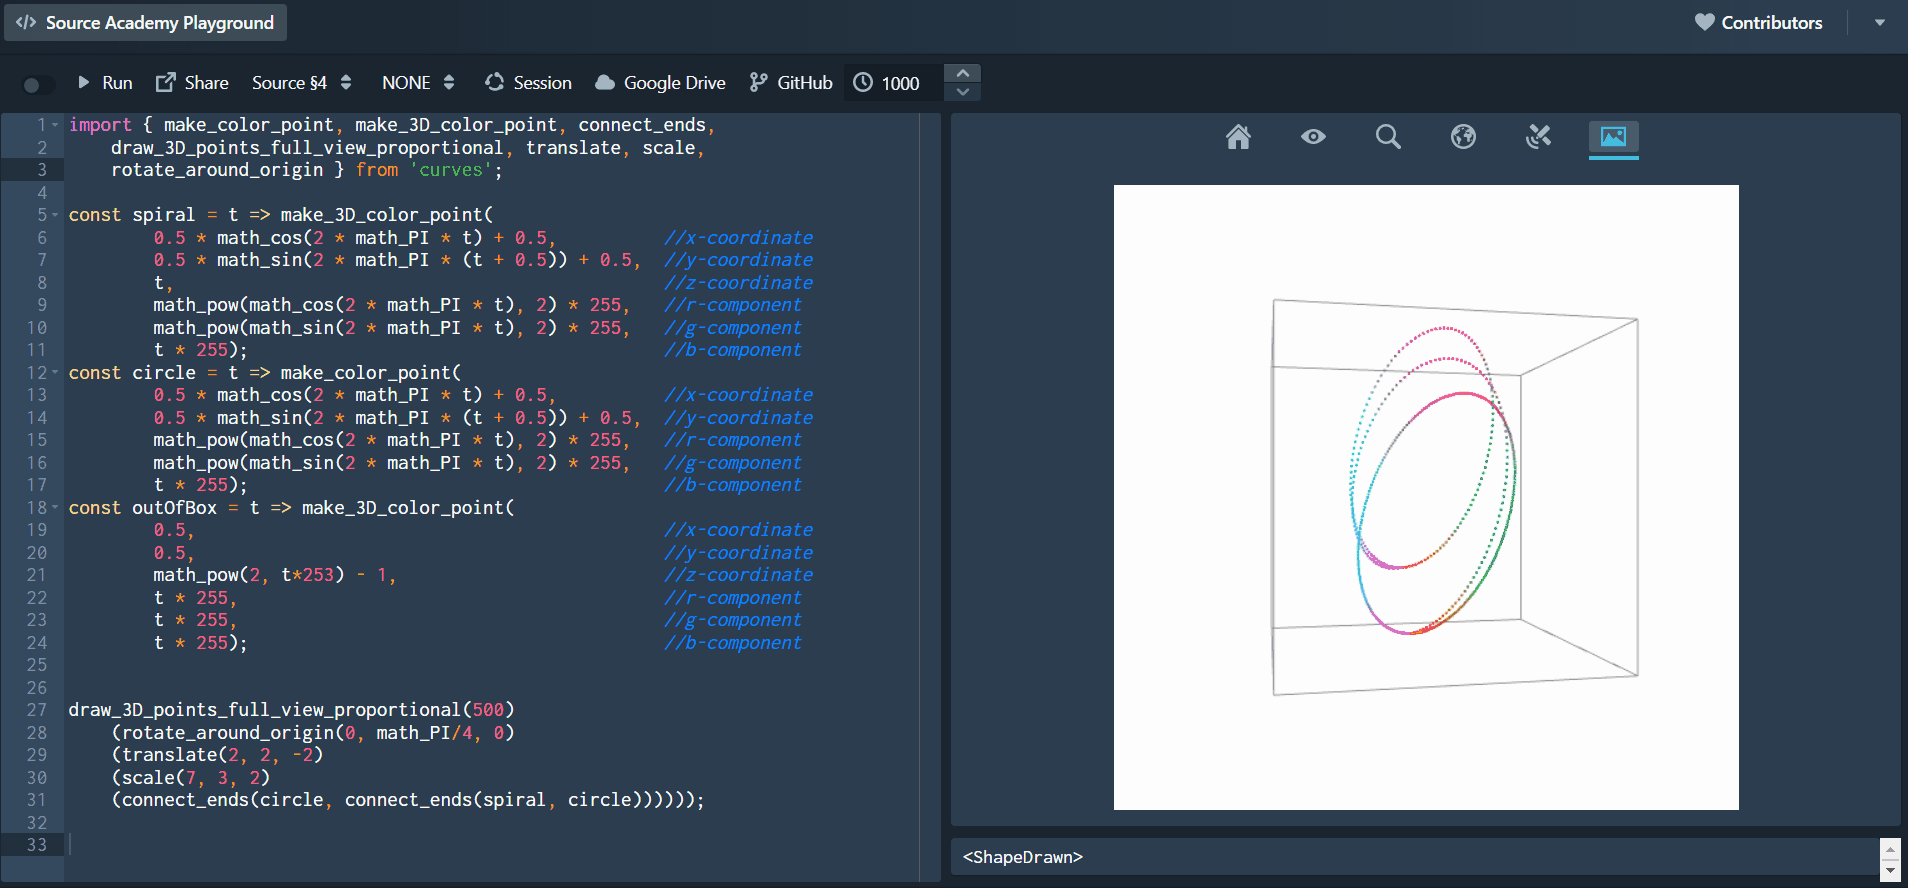 </> Source Academy Playground
Contributors
Run Share Source §4 NONE Session Google Drive GitHub 1000
1 import { make_color_point, make_3D_color_point, connect_ends,
2 draw_3D_points_full_view_proportional, translate, scale,
3 rotate_around_origin } from 'curves';
4
5 const spiral = t => make_3D_color_point(
6 0.5 * math_cos(2 * math_PI * t) + 0.5, //x-coordinate
7 0.5 * math_sin(2 * math_PI * (t + 0.5)) + 0.5, //y-coordinate
8 t, //z-coordinate
9 math_pow(math_cos(2 * math_PI * t), 2) * 255, //r-component
10 math_pow(math_sin(2 * math_PI * t), 2) * 255, //g-component
11 t * 255); //b-component
12 const circle = t => make_color_point(
13 0.5 * math_cos(2 * math_PI * t) + 0.5, //x-coordinate
14 0.5 * math_sin(2 * math_PI * (t + 0.5)) + 0.5, //y-coordinate
15 math_pow(math_cos(2 * math_PI * t), 2) * 255, //r-component
16 math_pow(math_sin(2 * math_PI * t), 2) * 255, //g-component
17 t * 255); //b-component
18 const outOfBox = t => make_3D_color_point(
19 0.5, //x-coordinate
20 0.5, //y-coordinate
21 math_pow(2, t*253) - 1, //z-coordinate
22 t * 255, //r-component
23 t * 255, //g-component
24 t * 255); //b-component
25
26
27 draw_3D_points_full_view_proportional(500)
28 (rotate_around_origin(0, math_PI/4, 0)
29 (translate(2, 2, -2)
30 (scale(7, 3, 2)
31 (connect_ends(circle, connect_ends(spiral, circle))))));
32
33
<ShapeDrawn>